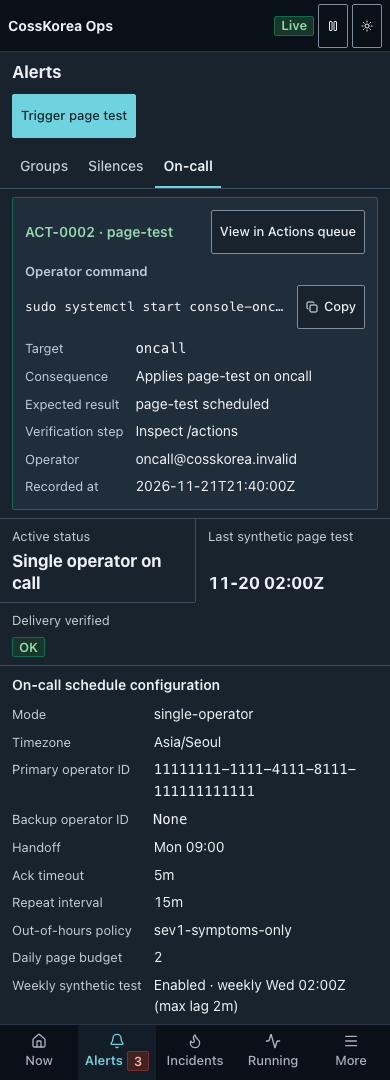 CossKorea Ops
Live
Alerts
Trigger page test
Groups
Silences
On-call
ACT-0002 · page-test
View in Actions queue
Operator command
sudo systemctl start console-onc…
Copy
Target oncall
Consequence Applies page-test on oncall
Expected result page-test scheduled
Verification step Inspect /actions
Operator oncall@cosskorea.invalid
Recorded at 2026-11-21T21:40:00Z
Active status
Single operator on
call
Last synthetic page test
11-20 02:00Z
Delivery verified
OK
On-call schedule configuration
Mode single-operator
Timezone Asia/Seoul
Primary operator ID 11111111-1111-4111-8111-
111111111111
Backup operator ID None
Handoff Mon 09:00
Ack timeout 5m
Repeat interval 15m
Out-of-hours policy sev1-symptoms-only
Daily page budget 2
Weekly synthetic test Enabled · weekly Wed 02:00Z
(max lag 2m)
Now
Alerts 3
Incidents
Running
More